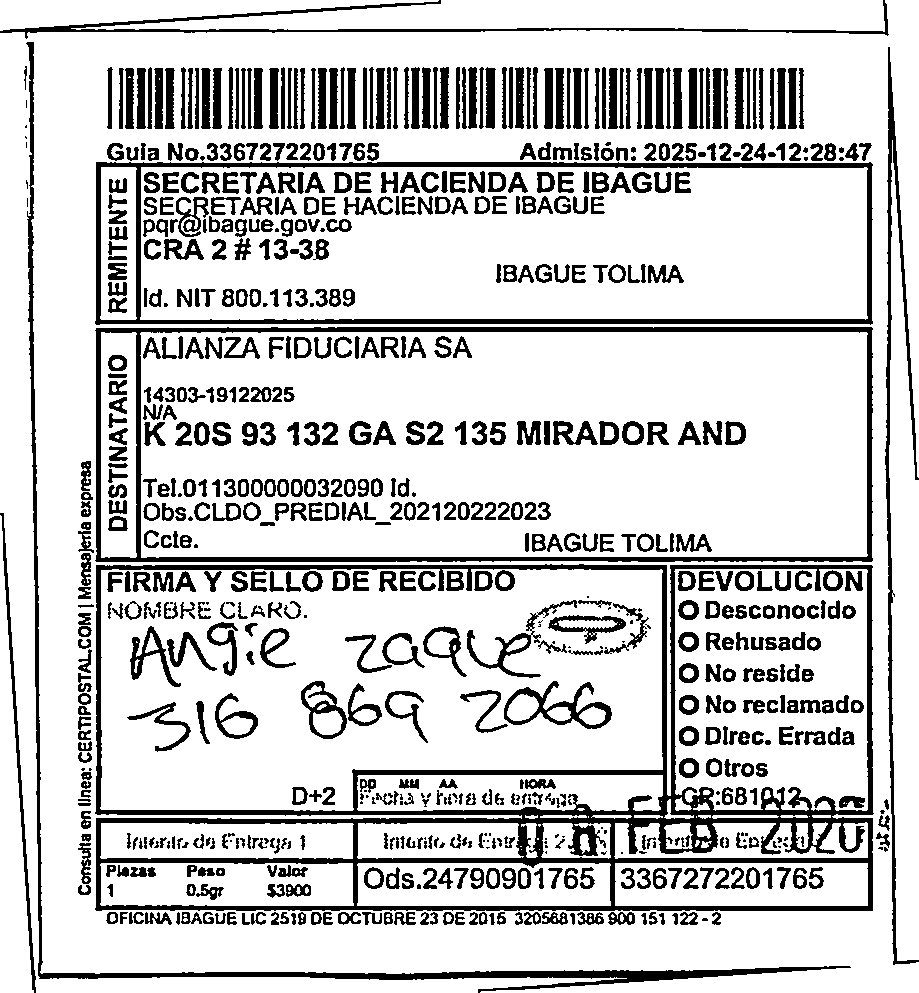 Guia No.3367272201765 Admisión: 2025-12-24-12:28:47
REMITENTE
SECRETARIA DE HACIENDA DE IBAGUE
SECRETARIA DE HACIENDA DE IBAGUE
pqr@ibague.gov.co
CRA 2 # 13-38
IBAGUE TOLIMA
Id. NIT 800.113.389
DESTINATARIO
ALIANZA FIDUCIARIA SA
14303-19122025
N/A
K 20S 93 132 GA S2 135 MIRADOR AND
Tel.011300000032090 Id.
Obs.CLDO_PREDIAL_202120222023
Ccte. IBAGUE TOLIMA
Consulta en línea: CERTIPOSTAL.COM | Mensajería expresa
FIRMA Y SELLO DE RECIBIDO
NOMBRE CLARO.
Angie zaque
316 869 2066
D+2
DD MM AA HORA
Fecha y hora de entrega
DEVOLUCION
Desconocido
Rehusado
No reside
No reclamado
Direc. Errada
Otros
CR:681012
FEB
Intento de Entrega 1
Intento de Entrega 2
Intento de Entrega
Piezas Peso Valor
1 0.5gr $3900
Ods.24790901765 3367272201765
OFICINA IBAGUE LIC 2519 DE OCTUBRE 23 DE 2015 3205681386 900 151 122 - 2